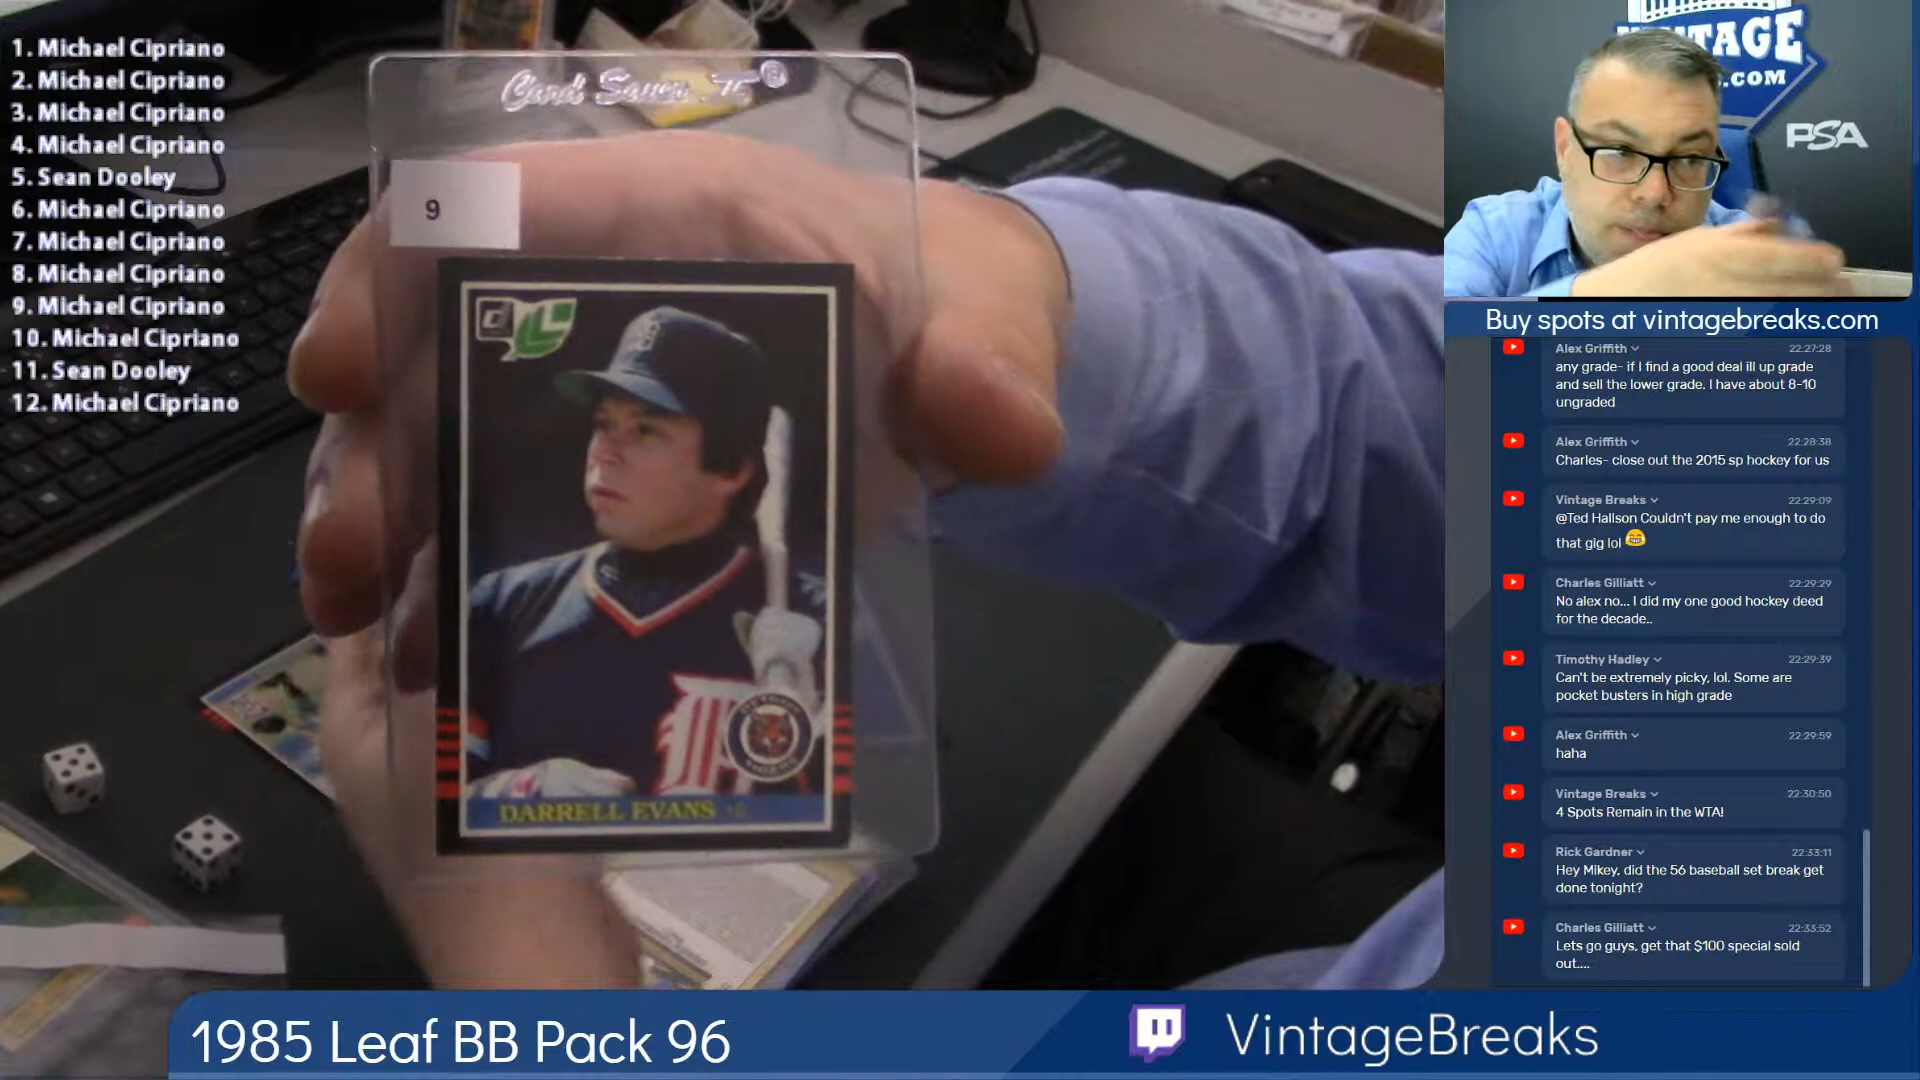 1. Michael Cipriano
2. Michael Cipriano
3. Michael Cipriano
4. Michael Cipriano
5. Sean Dooley
6. Michael Cipriano
7. Michael Cipriano
8. Michael Cipriano
9. Michael Cipriano
10. Michael Cipriano
11. Sean Dooley
12. Michael Cipriano
Card Saver II®
9
DARRELL EVANS
TIGERS
VINTAGE
.COM
PSA
Buy spots at vintagebreaks.com
Alex Griffith 22:27:28
any grade- if I find a good deal ill up grade
and sell the lower grade. I have about 8-10
ungraded
Alex Griffith 22:28:38
Charles- close out the 2015 sp hockey for us
Vintage Breaks 22:29:09
@Ted Hallson Couldn't pay me enough to do
that gig lol 😂
Charles Gilliatt 22:29:29
No alex no... I did my one good hockey deed
for the decade..
Timothy Hadley 22:29:39
Can't be extremely picky, lol. Some are
pocket busters in high grade
Alex Griffith 22:29:59
haha
Vintage Breaks 22:30:50
4 Spots Remain in the WTA!
Rick Gardner 22:33:11
Hey Mikey, did the 56 baseball set break get
done tonight?
Charles Gilliatt 22:33:52
Lets go guys, get that $100 special sold
out....
1985 Leaf BB Pack 96
VintageBreaks